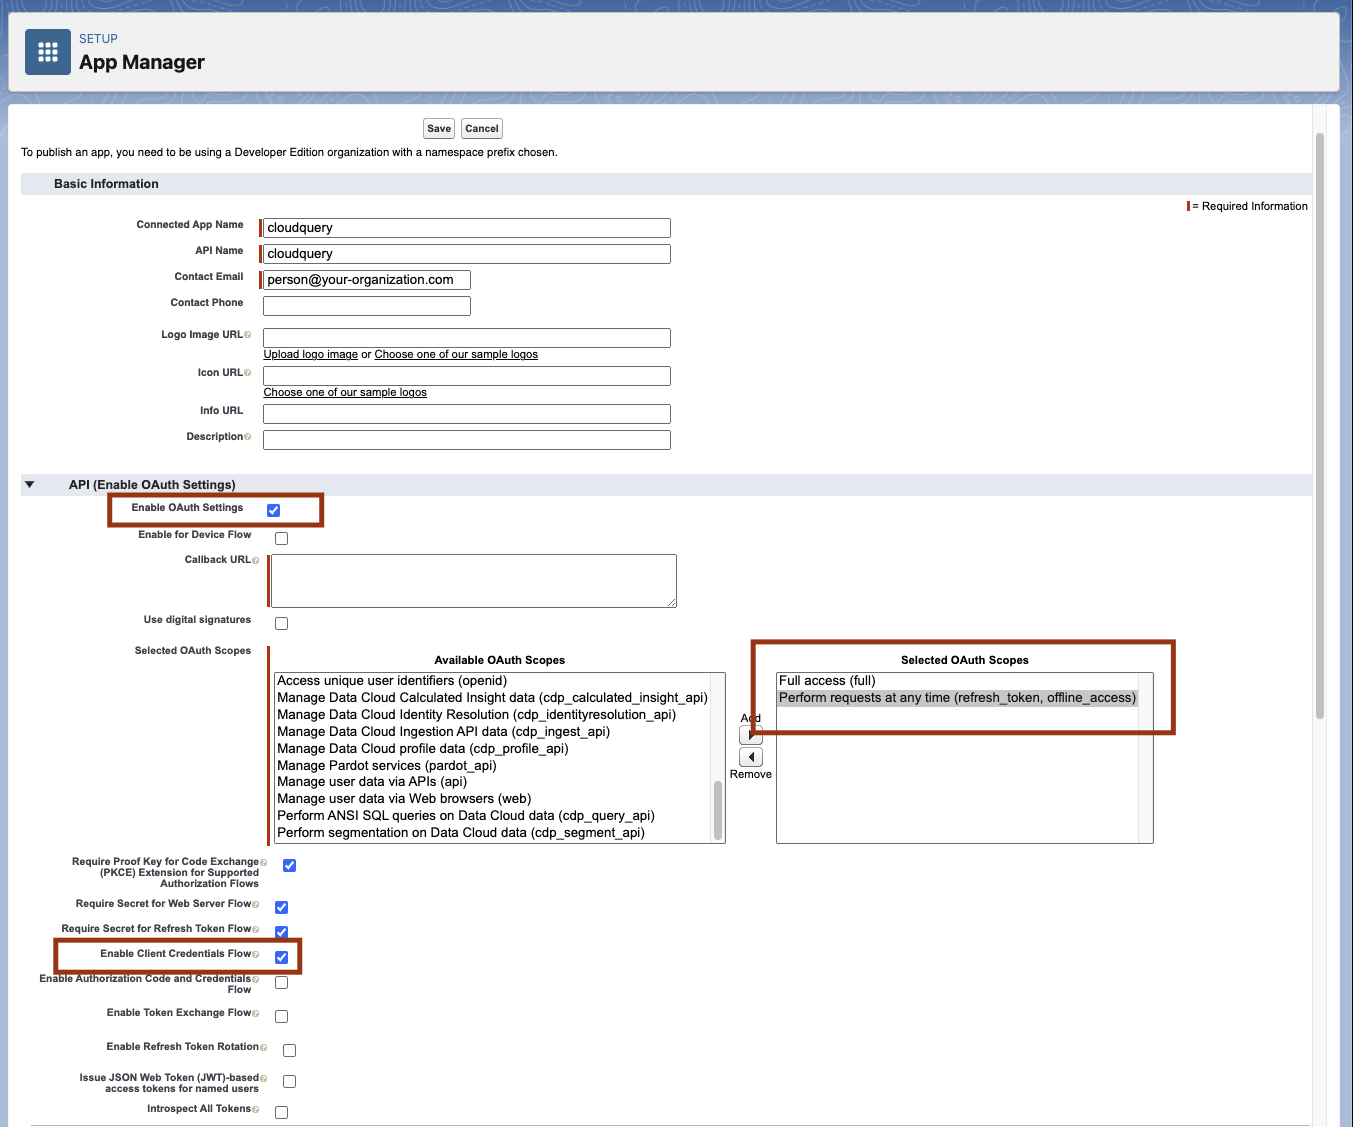 SETUP
App Manager
Save Cancel
To publish an app, you need to be using a Developer Edition organization with a namespace prefix chosen.
Basic Information
= Required Information
Connected App Name cloudquery
API Name cloudquery
Contact Email person@your-organization.com
Contact Phone
Logo Image URL
Upload logo image or Choose one of our sample logos
Icon URL
Choose one of our sample logos
Info URL
Description
API (Enable OAuth Settings)
Enable OAuth Settings
Enable for Device Flow
Callback URL
Use digital signatures
Selected OAuth Scopes
Available OAuth Scopes
Access unique user identifiers (openid)
Manage Data Cloud Calculated Insight data (cdp_calculated_insight_api)
Manage Data Cloud Identity Resolution (cdp_identityresolution_api)
Manage Data Cloud Ingestion API data (cdp_ingest_api)
Manage Data Cloud profile data (cdp_profile_api)
Manage Pardot services (pardot_api)
Manage user data via APIs (api)
Manage user data via Web browsers (web)
Perform ANSI SQL queries on Data Cloud data (cdp_query_api)
Perform segmentation on Data Cloud data (cdp_segment_api)
Add
Remove
Selected OAuth Scopes
Full access (full)
Perform requests at any time (refresh_token, offline_access)
Require Proof Key for Code Exchange
(PKCE) Extension for Supported
Authorization Flows
Require Secret for Web Server Flow
Require Secret for Refresh Token Flow
Enable Client Credentials Flow
Enable Authorization Code and Credentials
Flow
Enable Token Exchange Flow
Enable Refresh Token Rotation
Issue JSON Web Token (JWT)-based
access tokens for named users
Introspect All Tokens